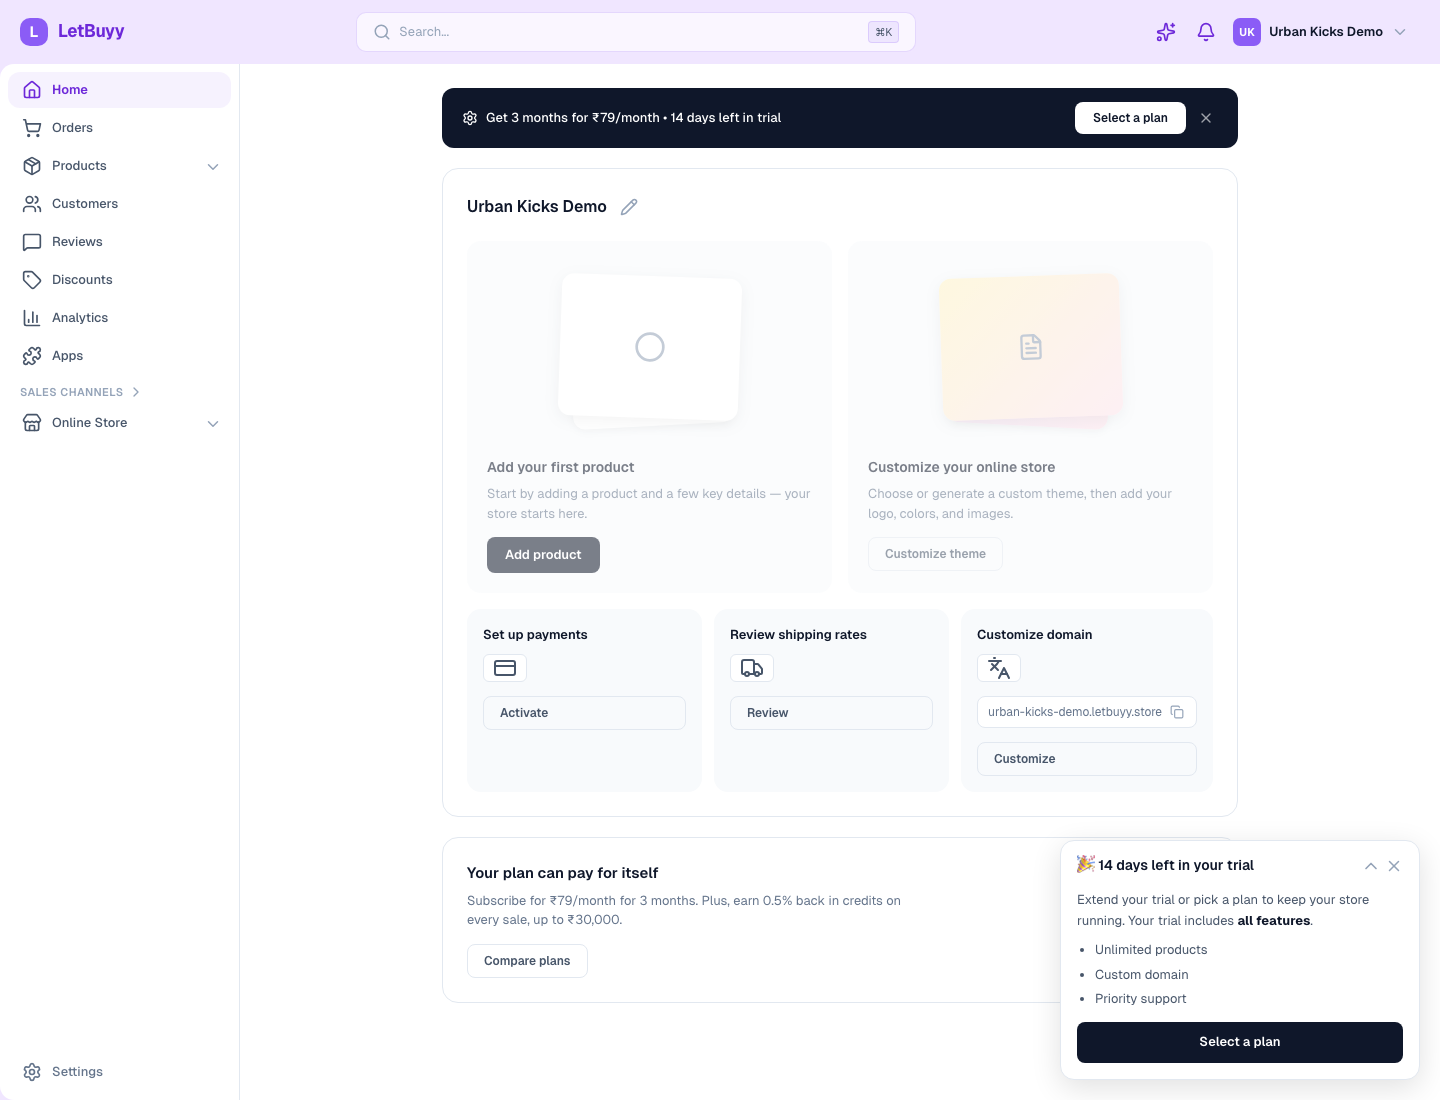 L LetBuyy
Search...
⌘K
UK Urban Kicks Demo
Home
Orders
Products
Customers
Reviews
Discounts
Analytics
Apps
SALES CHANNELS
Online Store
Settings
Get 3 months for ₹79/month • 14 days left in trial
Select a plan
Urban Kicks Demo
Add your first product
Start by adding a product and a few key details — your
store starts here.
Add product
Customize your online store
Choose or generate a custom theme, then add your
logo, colors, and images.
Customize theme
Set up payments
Activate
Review shipping rates
Review
Customize domain
urban-kicks-demo.letbuyy.store
Customize
Your plan can pay for itself
Subscribe for ₹79/month for 3 months. Plus, earn 0.5% back in credits on
every sale, up to ₹30,000.
Compare plans
🎉 14 days left in your trial
Extend your trial or pick a plan to keep your store
running. Your trial includes all features.
• Unlimited products
• Custom domain
• Priority support
Select a plan